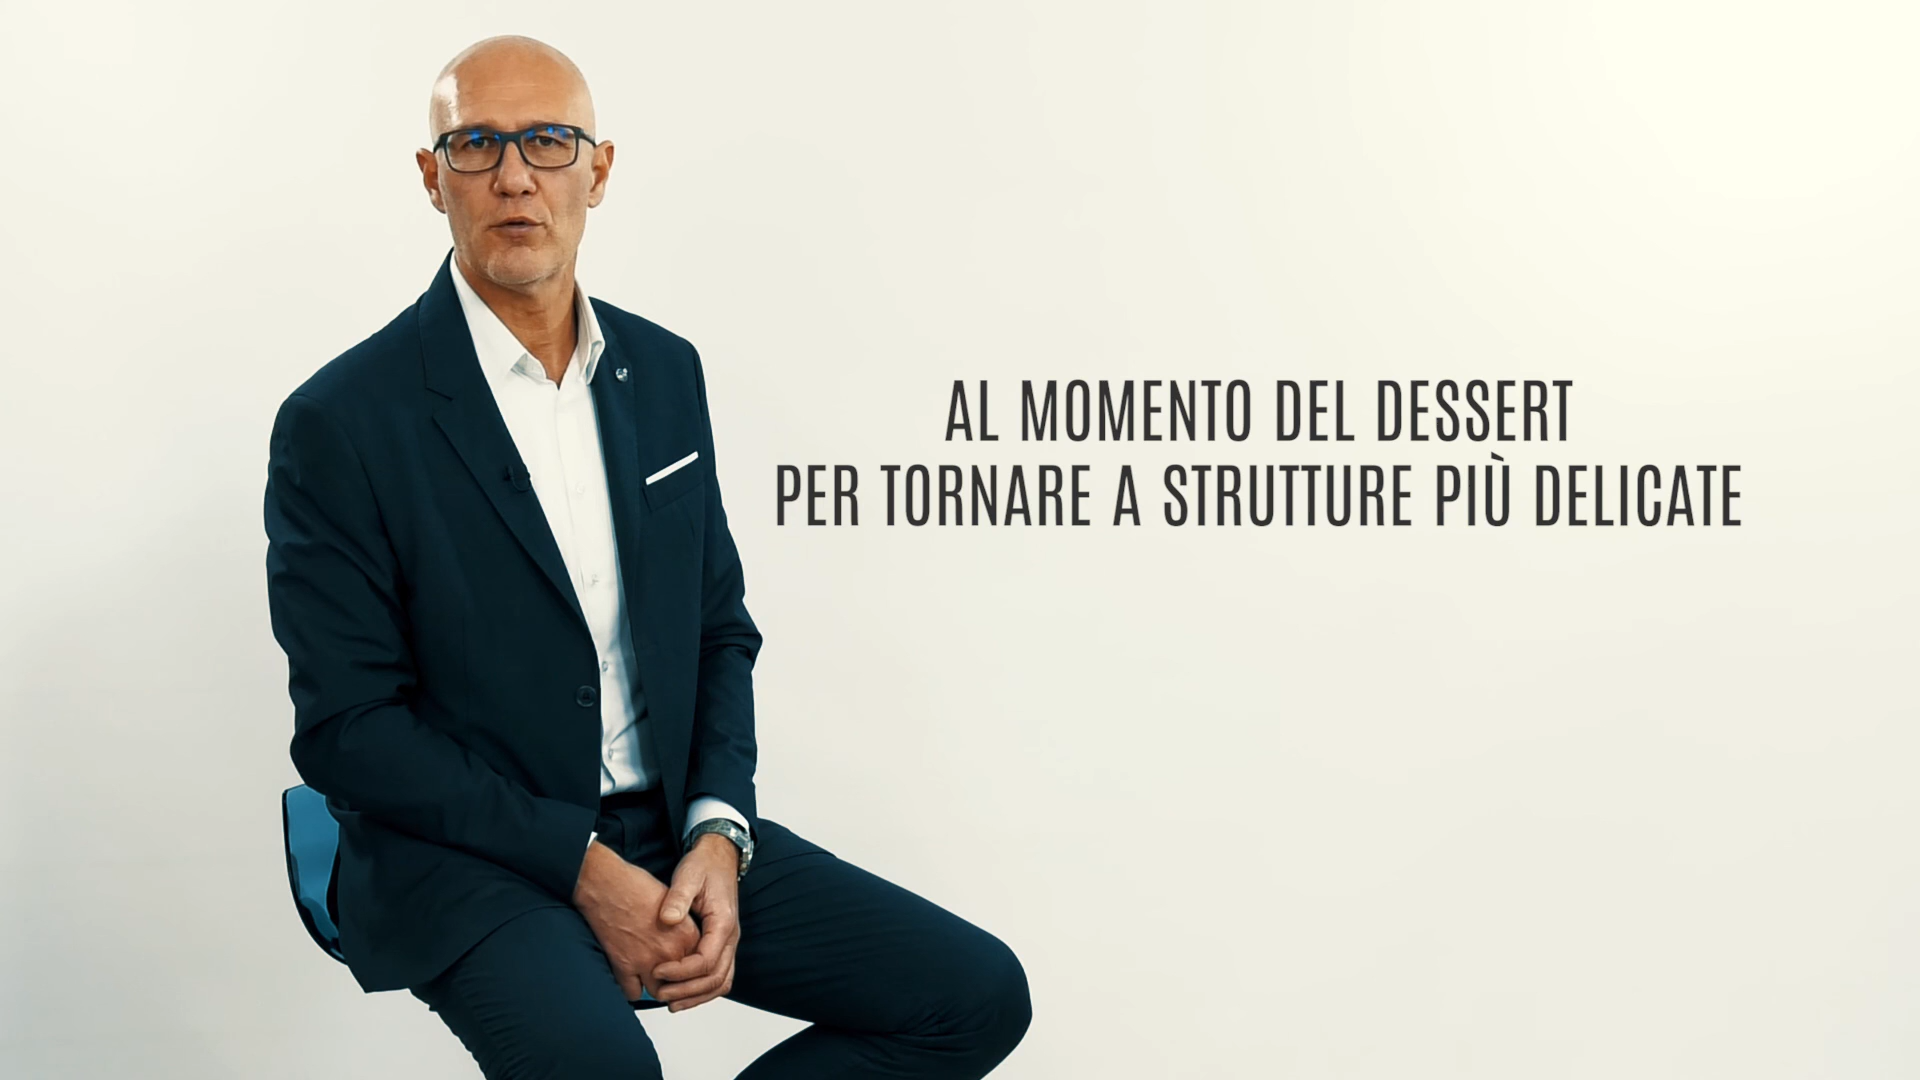 AL MOMENTO DEL DESSERT
PER TORNARE A STRUTTURE PIÙ DELICATE